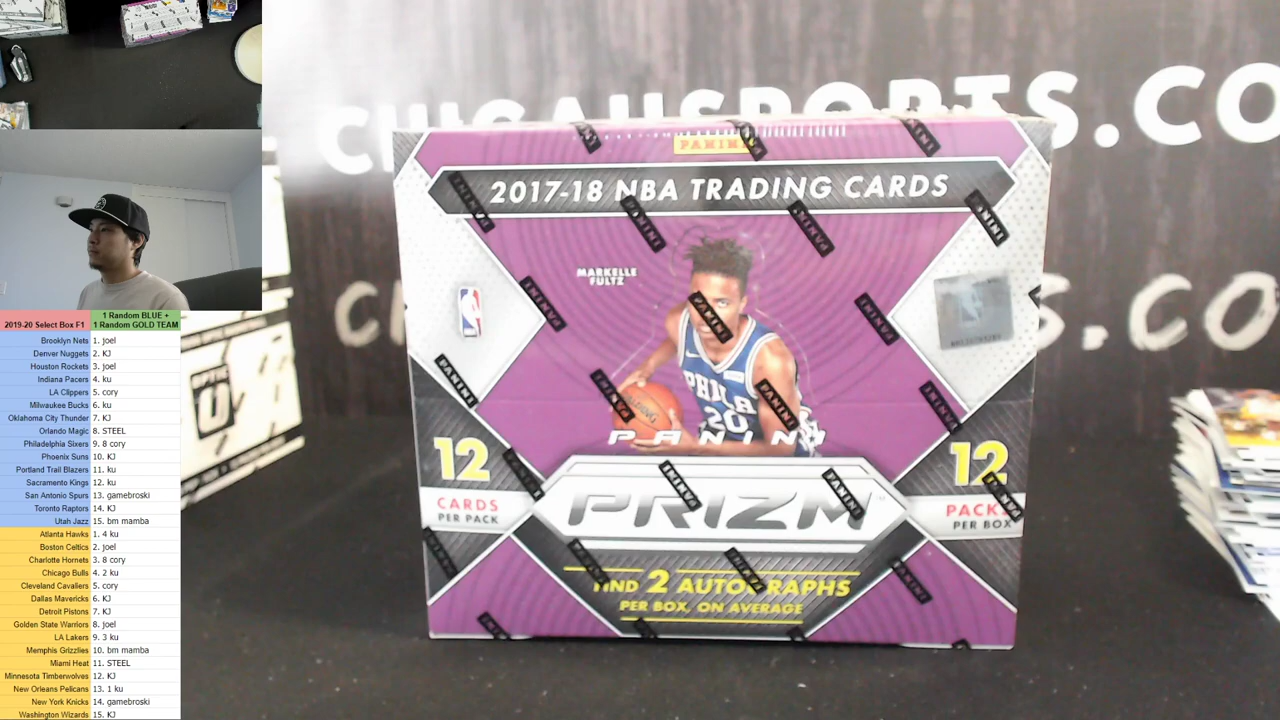 CHICAHSPORTS.CO
S.CO
PANINI
2017-18 NBA TRADING CARDS
MARKELLE
FULTZ
PHILA
20
SPALDING
PANINI
PRIZM
12
CARDS
PER PACK
12
PACKS
PER BOX
FIND 2 AUTOGRAPHS
PER BOX, ON AVERAGE
PANINI
2019-20 Select Box F1
1 Random BLUE +
1 Random GOLD TEAM
Brooklyn Nets 1. joel
Denver Nuggets 2. KJ
Houston Rockets 3. joel
Indiana Pacers 4. ku
LA Clippers 5. cory
Milwaukee Bucks 6. ku
Oklahoma City Thunder 7. KJ
Orlando Magic 8. STEEL
Philadelphia Sixers 9. 8 cory
Phoenix Suns 10. KJ
Portland Trail Blazers 11. ku
Sacramento Kings 12. ku
San Antonio Spurs 13. gamebroski
Toronto Raptors 14. KJ
Utah Jazz 15. bm mamba
Atlanta Hawks 1. 4 ku
Boston Celtics 2. joel
Charlotte Hornets 3. 8 cory
Chicago Bulls 4. 2 ku
Cleveland Cavaliers 5. cory
Dallas Mavericks 6. KJ
Detroit Pistons 7. KJ
Golden State Warriors 8. joel
LA Lakers 9. 3 ku
Memphis Grizzlies 10. bm mamba
Miami Heat 11. STEEL
Minnesota Timberwolves 12. KJ
New Orleans Pelicans 13. 1 ku
New York Knicks 14. gamebroski
Washington Wizards 15. KJ